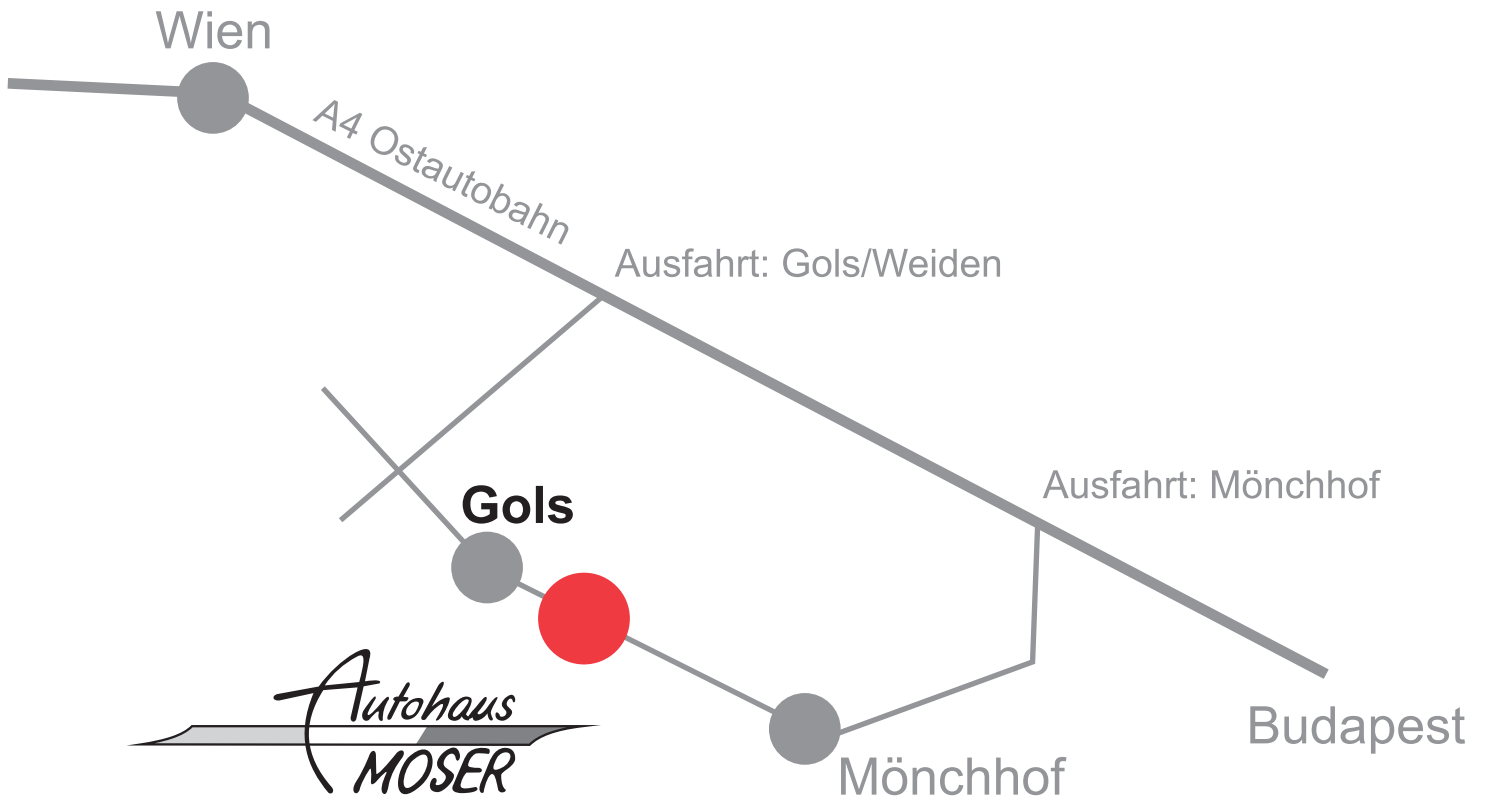 Wien
A4 Ostautobahn
Ausfahrt: Gols/Weiden
Ausfahrt: Mönchhof
Gols
Autohaus
MOSER
Budapest
Mönchhof